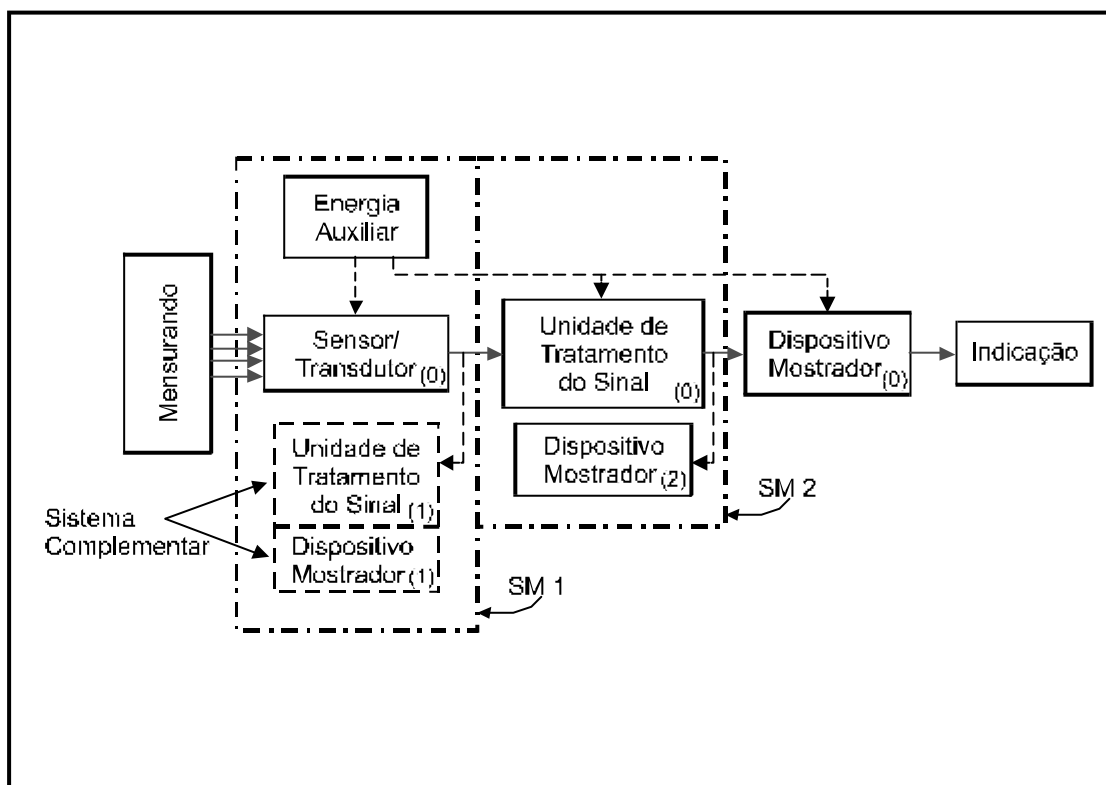 Energia
Auxiliar
Mensurando
Sensor/
Transdutor (0)
Unidade de
Tratamento
do Sinal (0)
Dispositivo
Mostrador (0)
Indicação
Unidade de
Tratamento
do Sinal (1)
Dispositivo
Mostrador (2)
SM 2
Sistema
Complementar
Dispositivo
Mostrador (1)
SM 1